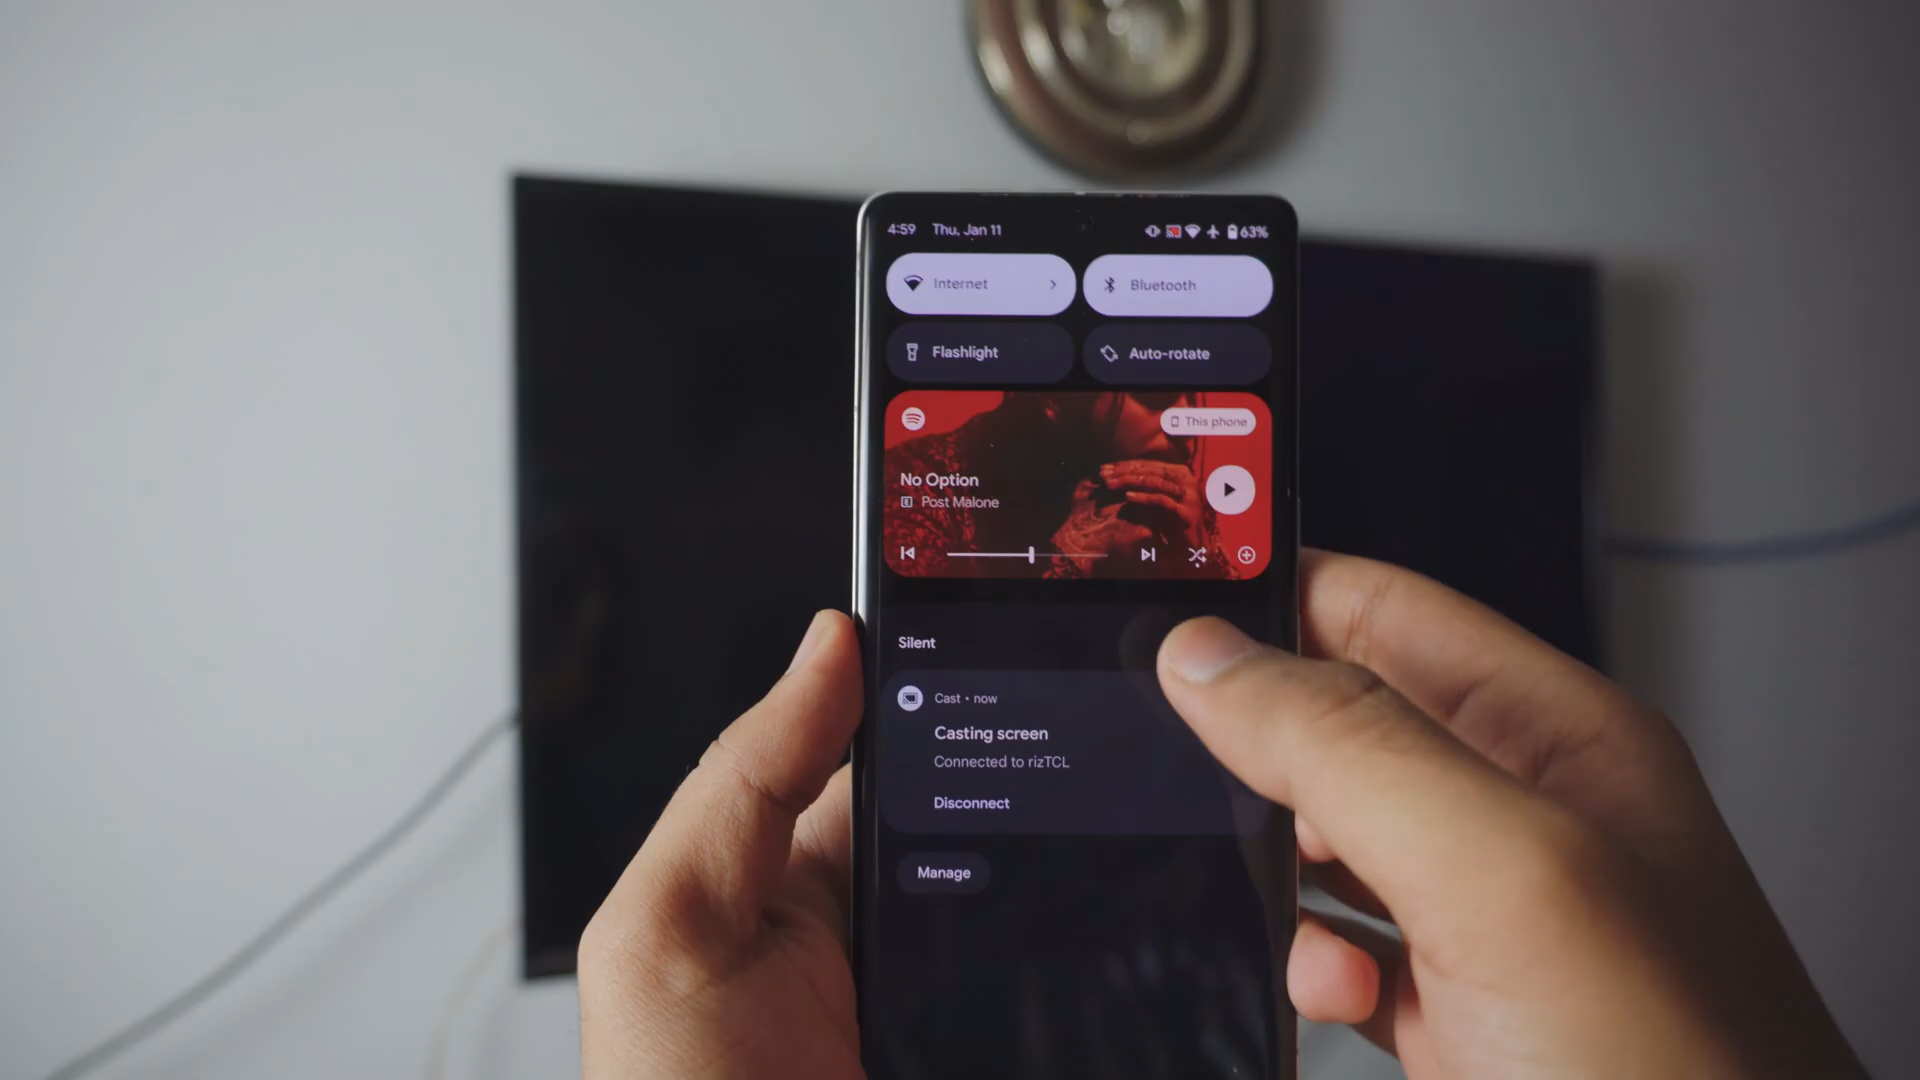 4:59 Thu, Jan 11 63%
Internet Bluetooth
Flashlight Auto-rotate
This phone
No Option
E Post Malone
Silent
Cast • now
Casting screen
Connected to rizTCL
Disconnect
Manage